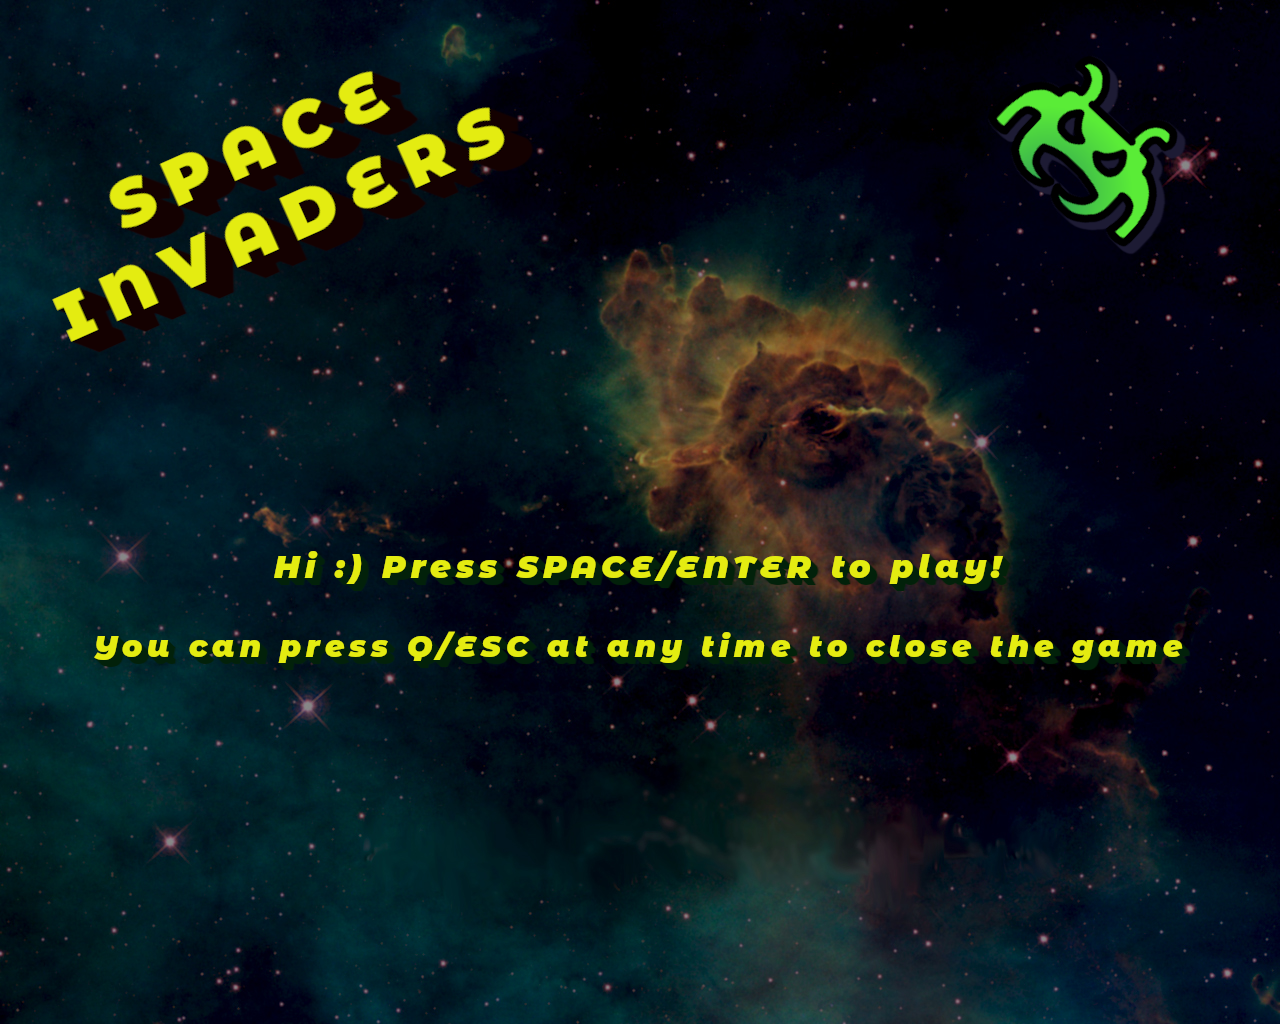 SPACE
INVADERS
Hi :) Press SPACE/ENTER to play!
You can press Q/ESC at any time to close the game